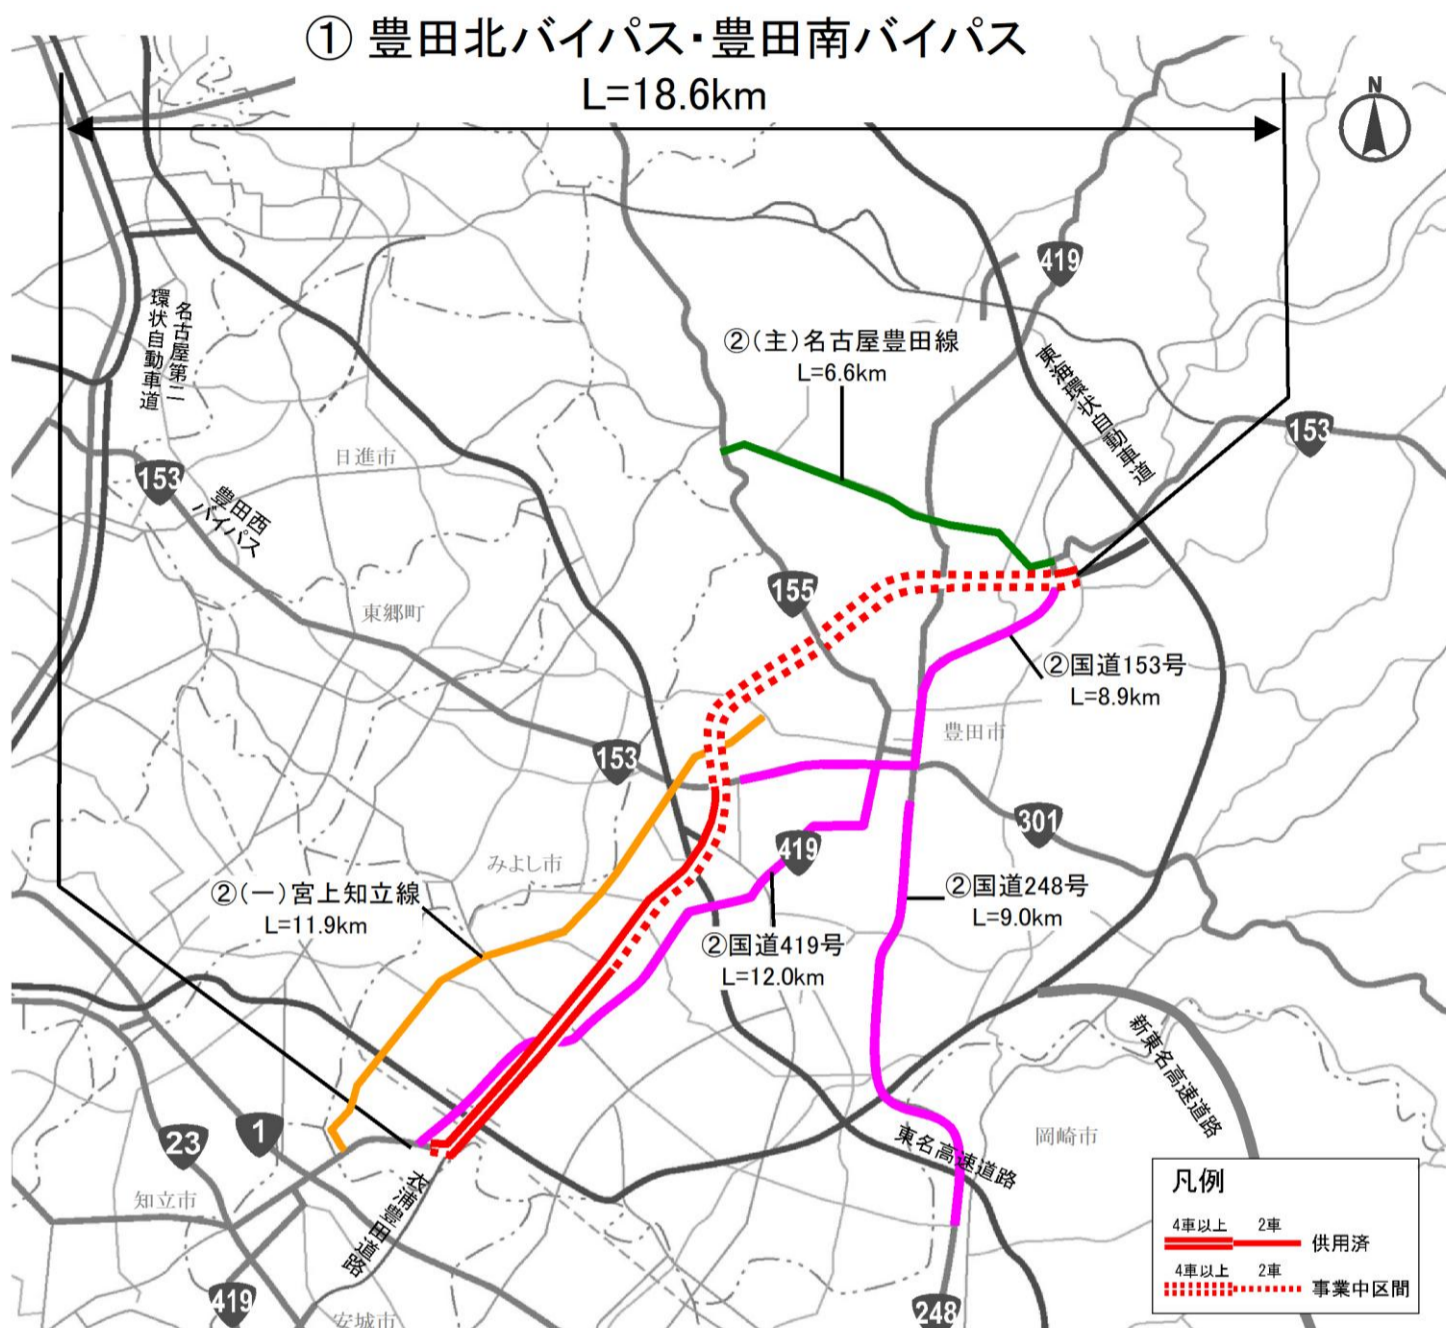 ① 豊田北バイパス・豊田南バイパス
L=18.6km
N
419
名古屋第二
環状自動車道
②(主)名古屋豊田線
L=6.6km
東海環状自動車道
153
日進市
153
豊田西
バイパス
155
東郷町
②国道153号
L=8.9km
豊田市
153
301
419
みよし市
②(一)宮上知立線
L=11.9km
②国道248号
L=9.0km
②国道419号
L=12.0km
新東名高速道路
23
1
東名高速道路
岡崎市
知立市
衣浦豊田道路
419
安城市
248
凡例
4車以上 2車
供用済
4車以上 2車
事業中区間